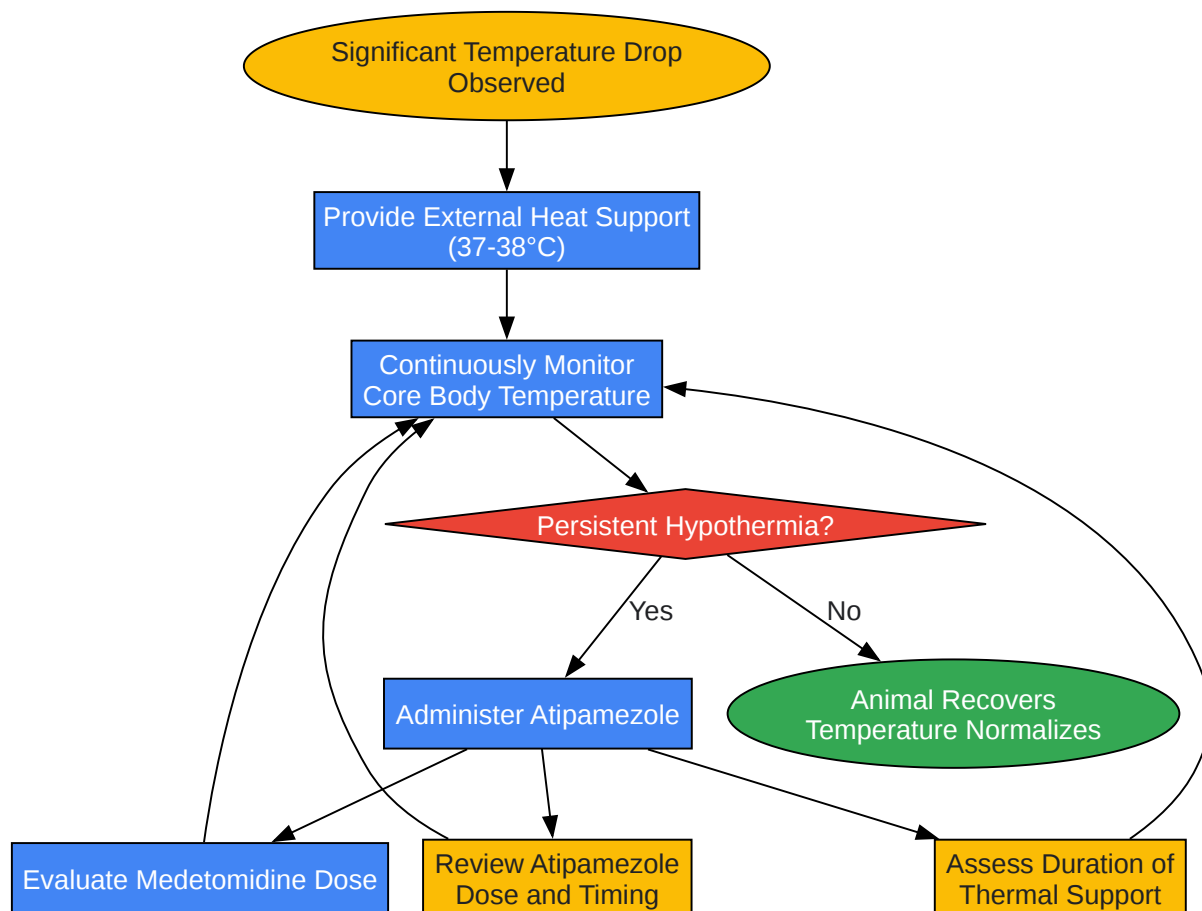 Significant Temperature Drop
Observed
Provide External Heat Support
(37-38°C)
Continuously Monitor
Core Body Temperature
Persistent Hypothermia?
Yes
No
Administer Atipamezole
Animal Recovers
Temperature Normalizes
Evaluate Medetomidine Dose
Review Atipamezole
Dose and Timing
Assess Duration of
Thermal Support